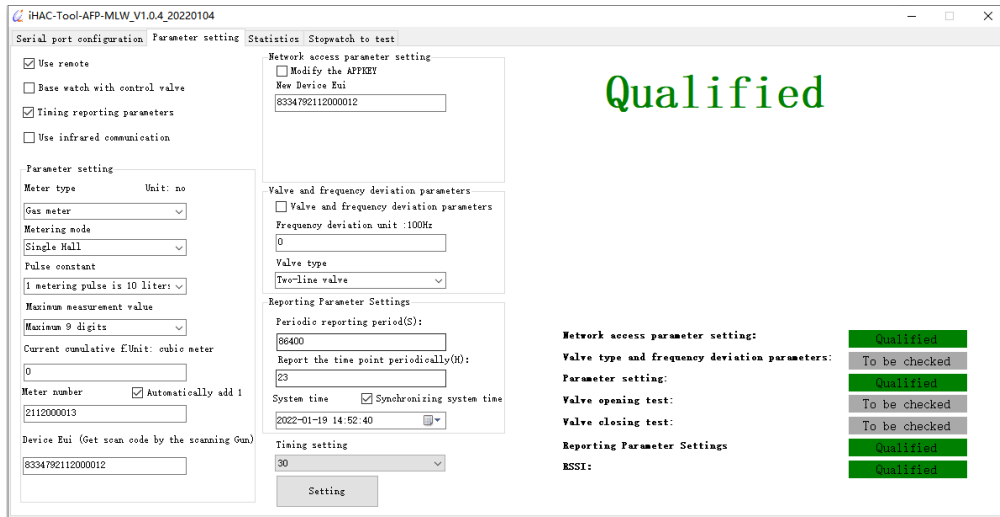 iHAC-Tool-AFP-MLW_V1.0.4_20220104
Serial port configuration Parameter setting Statistics Stopwatch to test
Use remote
Base watch with control valve
Timing reporting parameters
Use infrared communication
Parameter setting
Meter type Unit: no
Gas meter
Metering mode
Single Hall
Pulse constant
1 metering pulse is 10 liters
Maximum measurement value
Maximum 9 digits
Current cumulative f.Unit: cubic meter
0
Meter number Automatically add 1
2112000013
Device Eui (Get scan code by the scanning Gun)
8334792112000012
Network access parameter setting
Modify the APPKEY
New Device Eui
8334792112000012
Valve and frequency deviation parameters
Valve and frequency deviation parameters
Frequency deviation unit :100Hz
0
Valve type
Two-line valve
Reporting Parameter Settings
Periodic reporting period(S):
86400
Report the time point periodically(H):
23
System time Synchronizing system time
2022-01-19 14:52:40
Timing setting
30
Setting
Qualified
Network access parameter setting: Qualified
Valve type and frequency deviation parameters: To be checked
Parameter setting: Qualified
Valve opening test: To be checked
Valve closing test: To be checked
Reporting Parameter Settings Qualified
RSSI: Qualified